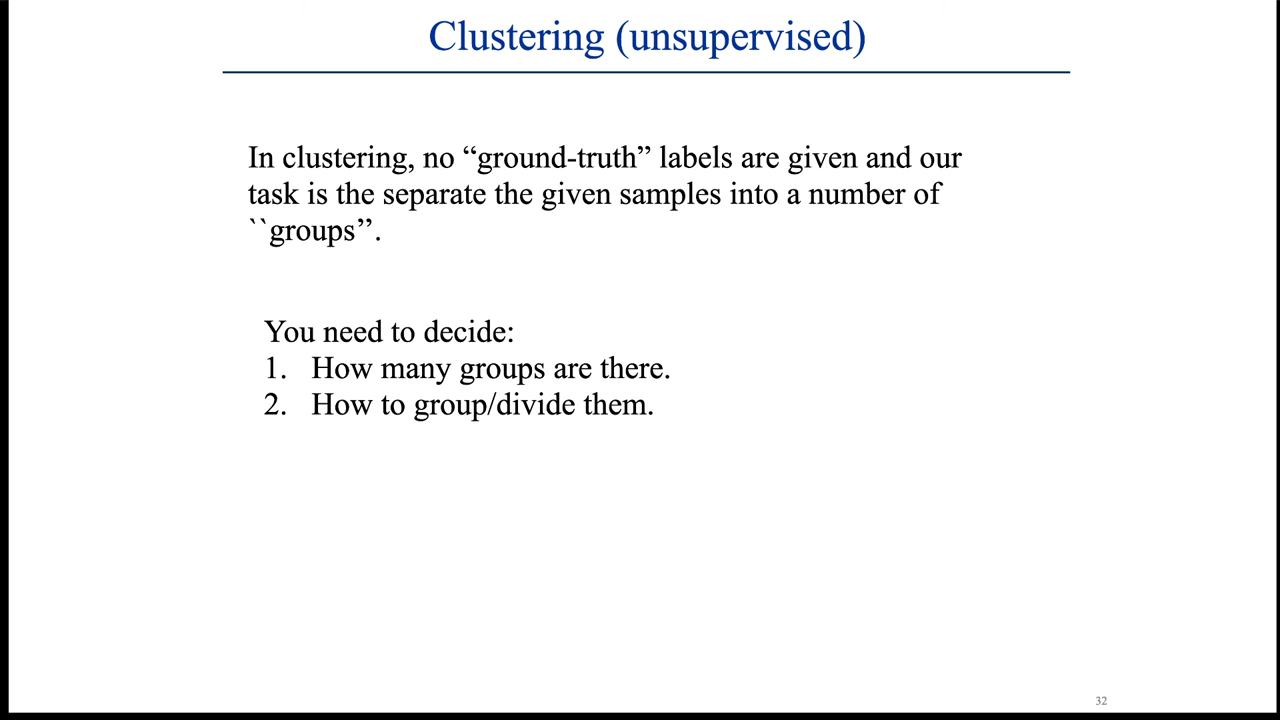 Clustering (unsupervised)
In clustering, no “ground-truth” labels are given and our
task is the separate the given samples into a number of
``groups’’.
You need to decide:
1. How many groups are there.
2. How to group/divide them.
32